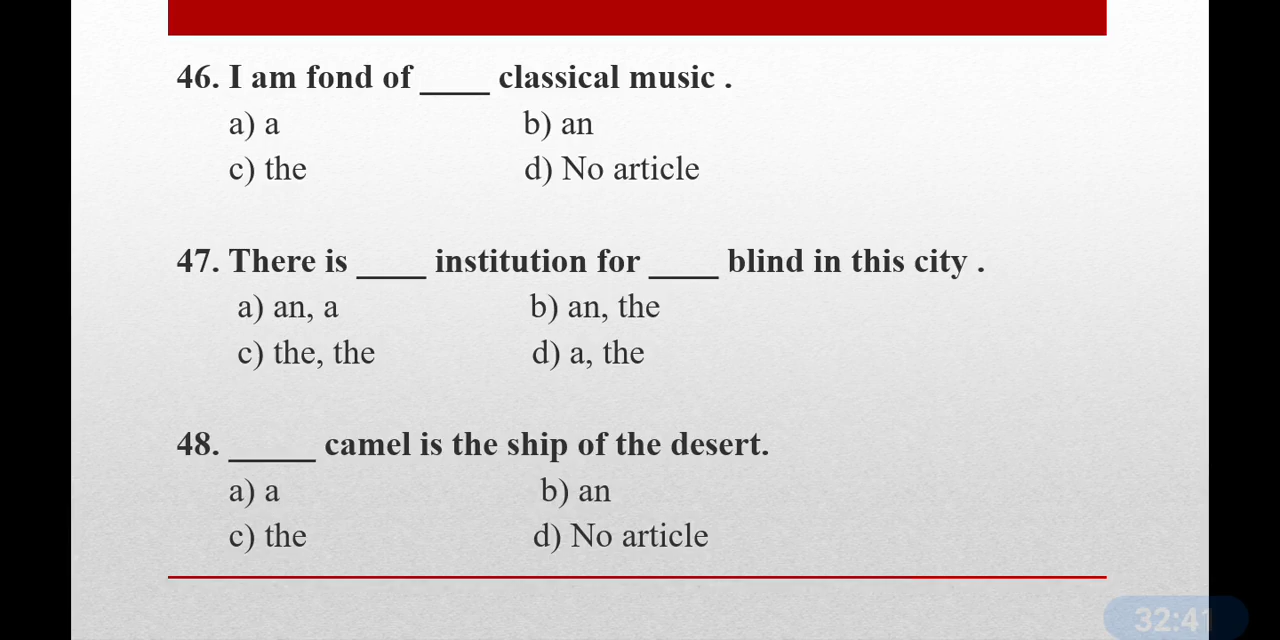 46. I am fond of ____ classical music .
a) a b) an
c) the d) No article
47. There is ____ institution for ____ blind in this city .
a) an, a b) an, the
c) the, the d) a, the
48. _____ camel is the ship of the desert.
a) a b) an
c) the d) No article
32:41